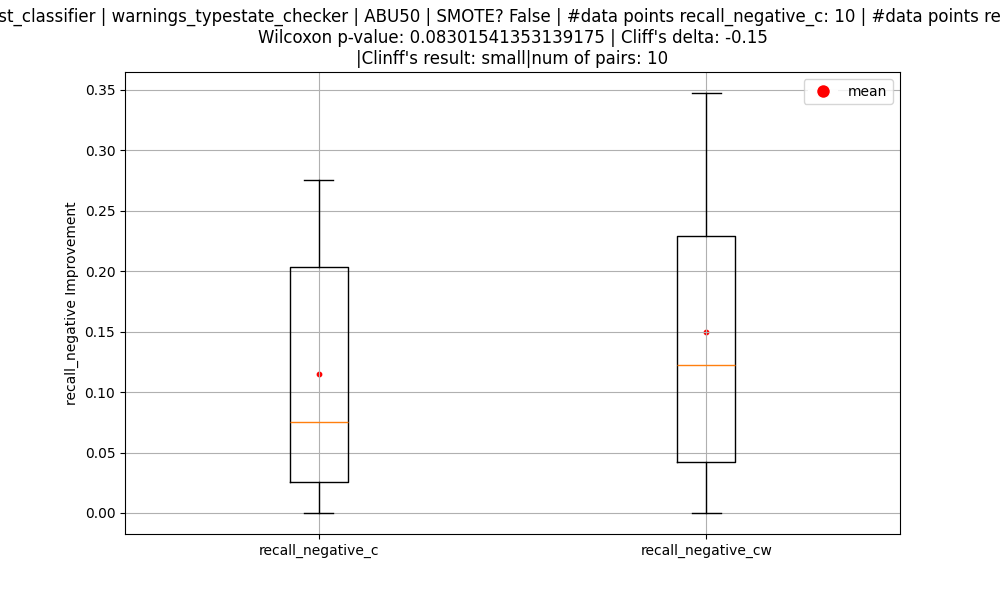 st_classifier | warnings_typestate_checker | ABU50 | SMOTE? False | #data points recall_negative_c: 10 | #data points re
Wilcoxon p-value: 0.08301541353139175 | Cliff's delta: -0.15
|Clinff's result: small|num of pairs: 10
mean
0.35
0.30
0.25
0.20
0.15
0.10
0.05
0.00
recall_negative Improvement
recall_negative_c
recall_negative_cw